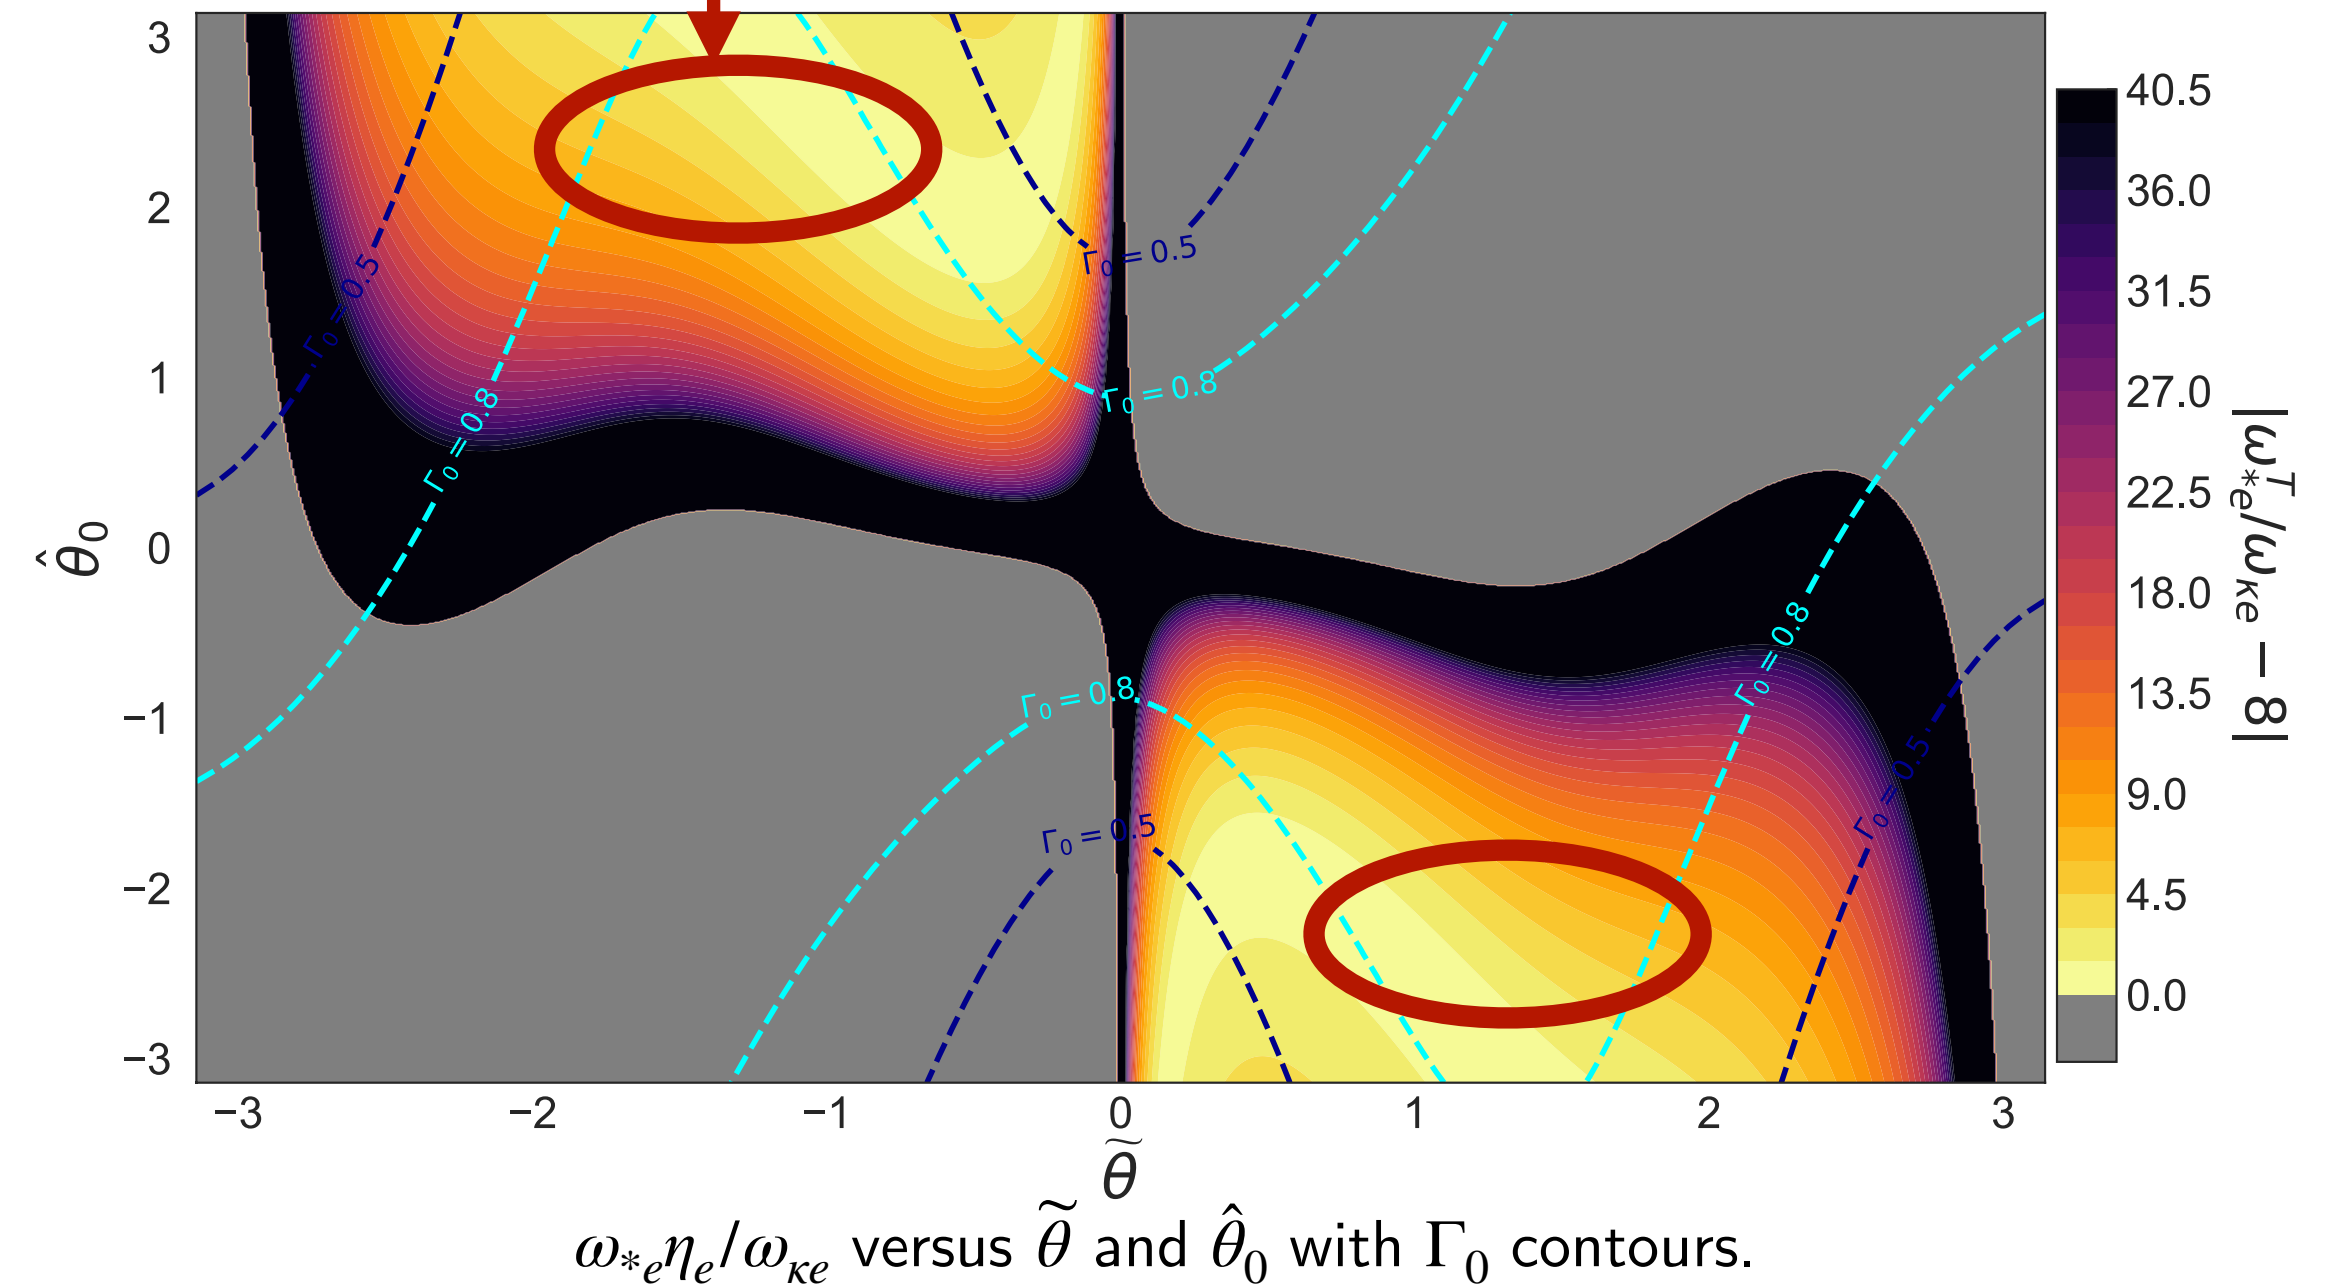 3
2
1
0
−1
−2
−3
θ̂₀
−3
−2
−1
0
1
2
3
θ̃
Γ₀ = 0.5
Γ₀ = 0.8
Γ₀ = 0.5
Γ₀ = 0.8
Γ₀ = 0.8
Γ₀ = 0.5
Γ₀ = 0.8
Γ₀ = 0.5
40.5
36.0
31.5
27.0
22.5
18.0
13.5
9.0
4.5
0.0
|ω*ₑᵀ/ωκₑ − 8|
ω*ₑηₑ/ωκₑ versus θ̃ and θ̂₀ with Γ₀ contours.